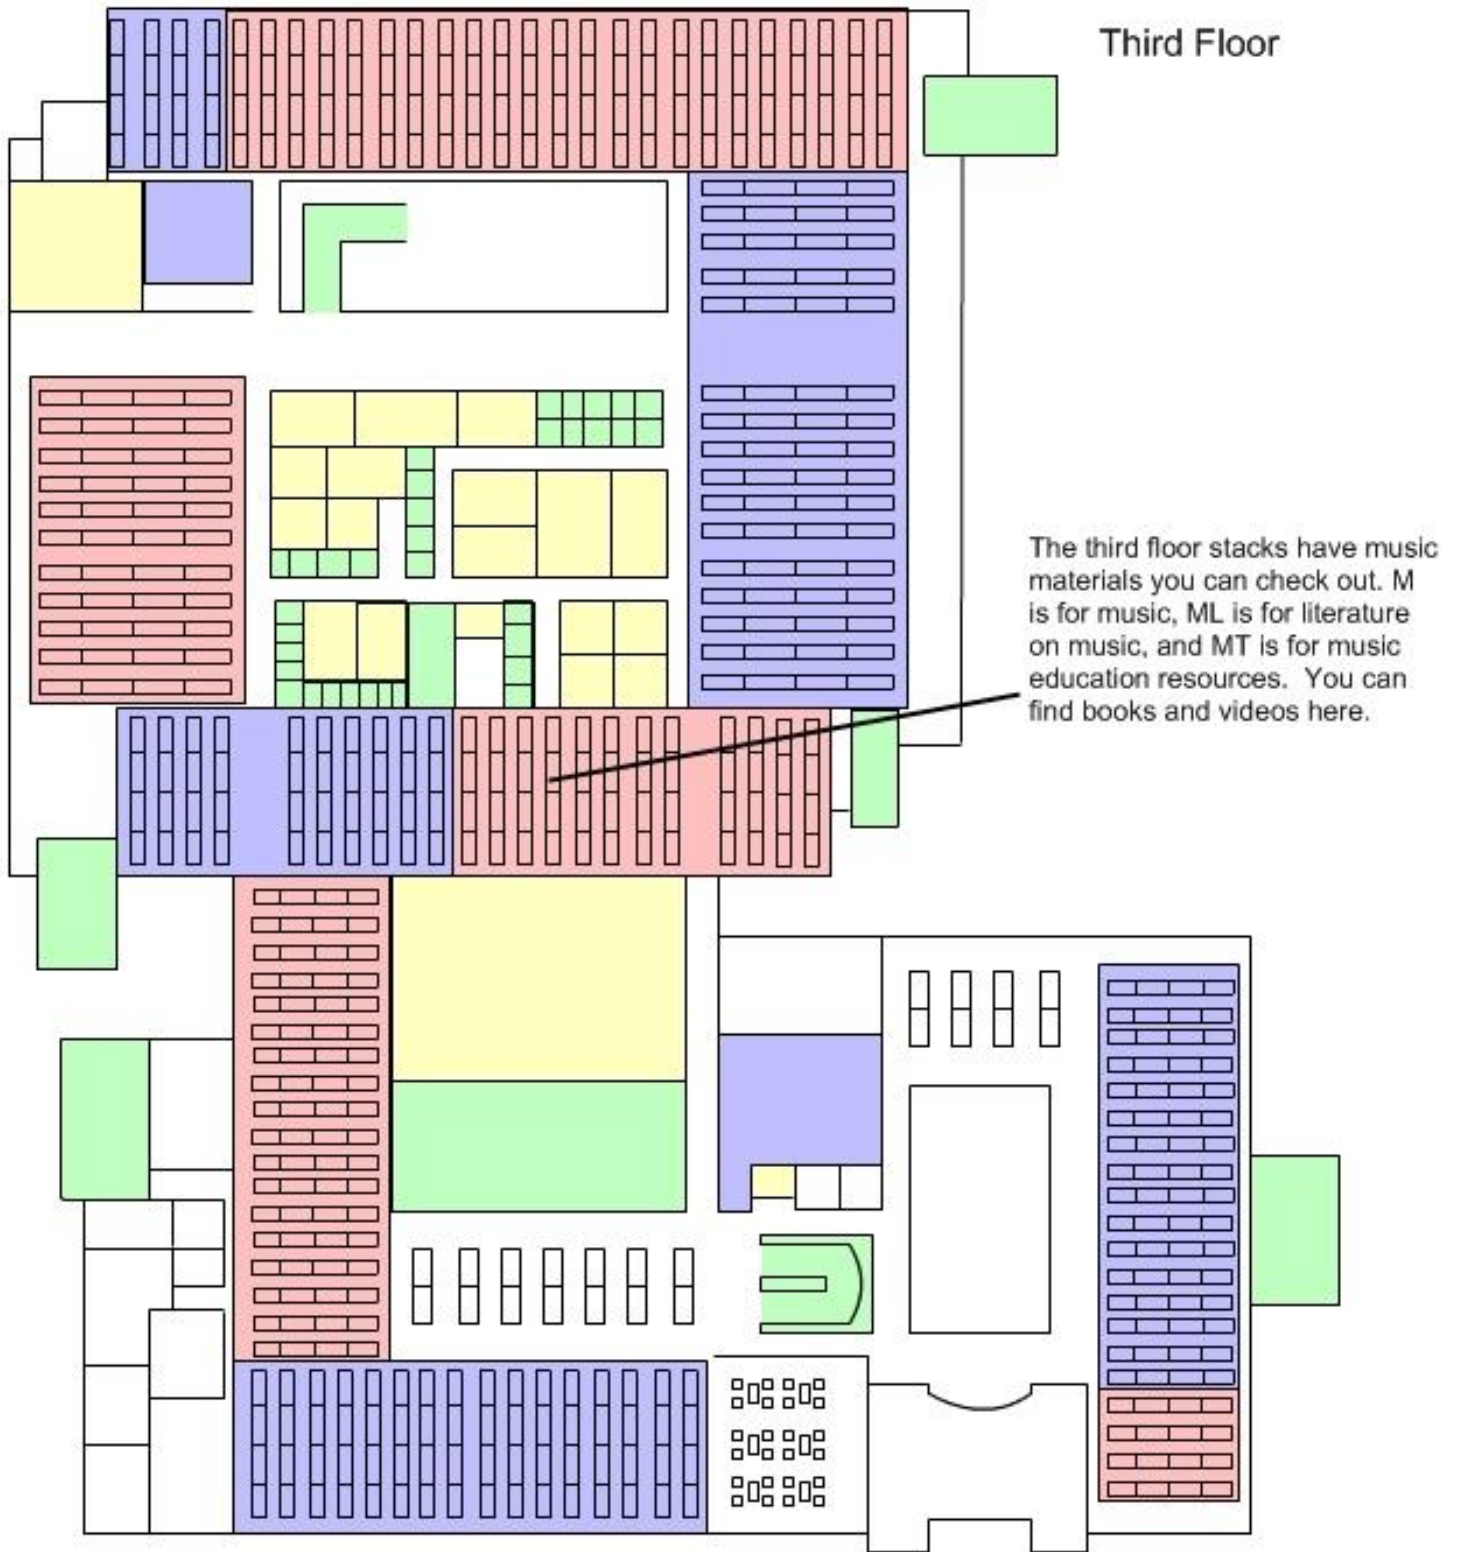 Third Floor
The third floor stacks have music
materials you can check out. M
is for music, ML is for literature
on music, and MT is for music
education resources.  You can
find books and videos here.